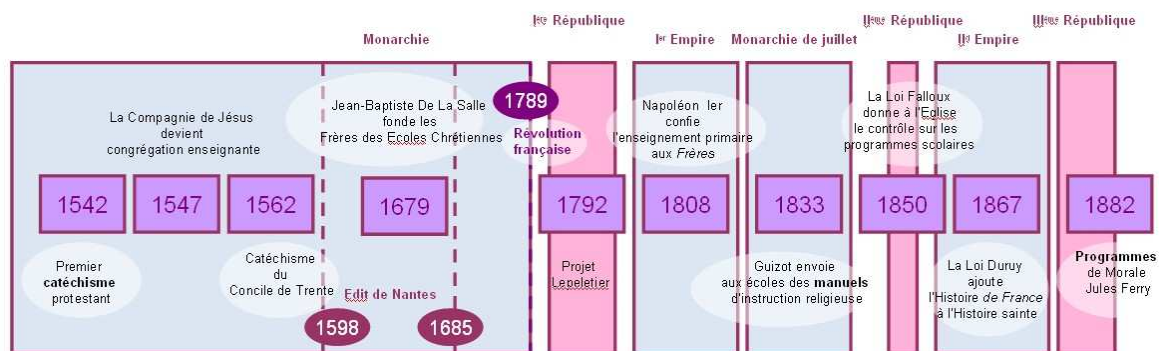 Ière République
IIème République
IIIème République
Monarchie
Ier Empire
Monarchie de juillet
IId Empire
La Compagnie de Jésus
devient
congrégation enseignante
Jean-Baptiste De La Salle
fonde les
Frères des Ecoles Chrétiennes
1789
Révolution
française
Napoléon Ier
confie
l'enseignement primaire
aux Frères
La Loi Falloux
donne à l'Eglise
le contrôle sur les
programmes scolaires
1542
1547
1562
1679
1792
1808
1833
1850
1867
1882
Premier
catéchisme
protestant
Catéchisme
du
Concile de Trente
Edit de Nantes
1598
1685
Projet
Lepeletier
Guizot envoie
aux écoles des manuels
d'instruction religieuse
La Loi Duruy
ajoute
l'Histoire de France
à l'Histoire sainte
Programmes
de Morale
Jules Ferry